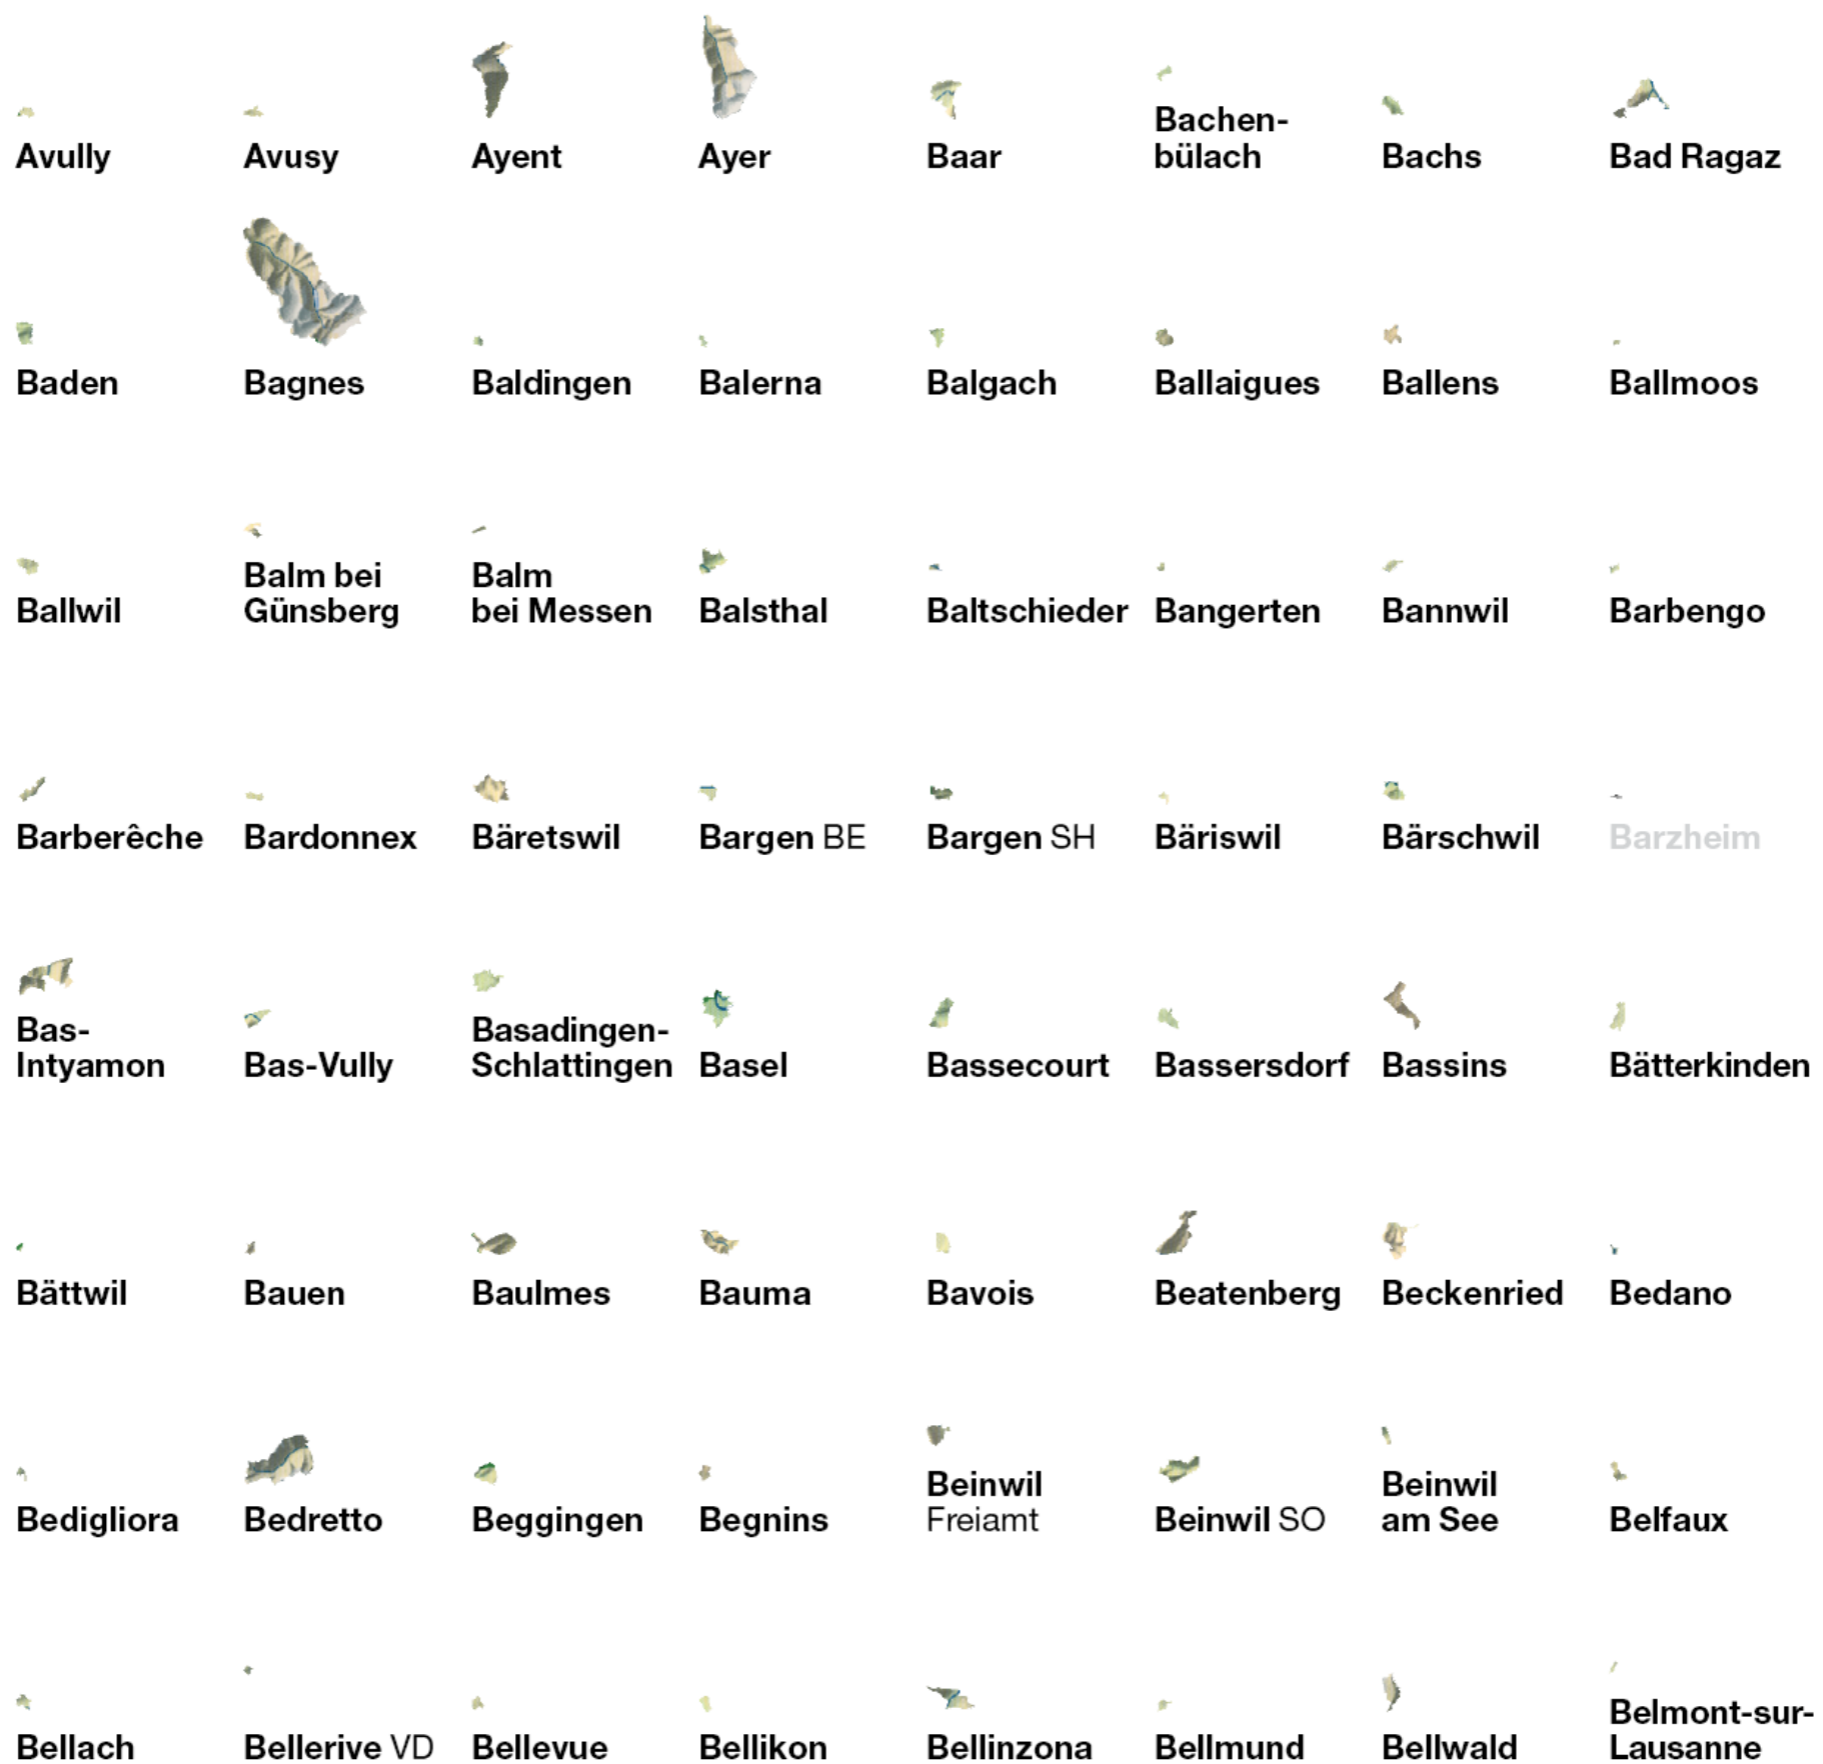 Avully
Avusy
Ayent
Ayer
Baar
Bachen-
bülach
Bachs
Bad Ragaz
Baden
Bagnes
Baldingen
Balerna
Balgach
Ballaigues
Ballens
Ballmoos
Ballwil
Balm bei
Günsberg
Balm
bei Messen
Balsthal
Baltschieder
Bangerten
Bannwil
Barbengo
Barberêche
Bardonnex
Bäretswil
Bargen BE
Bargen SH
Bäriswil
Bärschwil
Barzheim
Bas-
Intyamon
Bas-Vully
Basadingen-
Schlattingen
Basel
Bassecourt
Bassersdorf
Bassins
Bätterkinden
Bättwil
Bauen
Baulmes
Bauma
Bavois
Beatenberg
Beckenried
Bedano
Bedigliora
Bedretto
Beggingen
Begnins
Beinwil
Freiamt
Beinwil SO
Beinwil
am See
Belfaux
Bellach
Bellerive VD
Bellevue
Bellikon
Bellinzona
Bellmund
Bellwald
Belmont-sur-
Lausanne